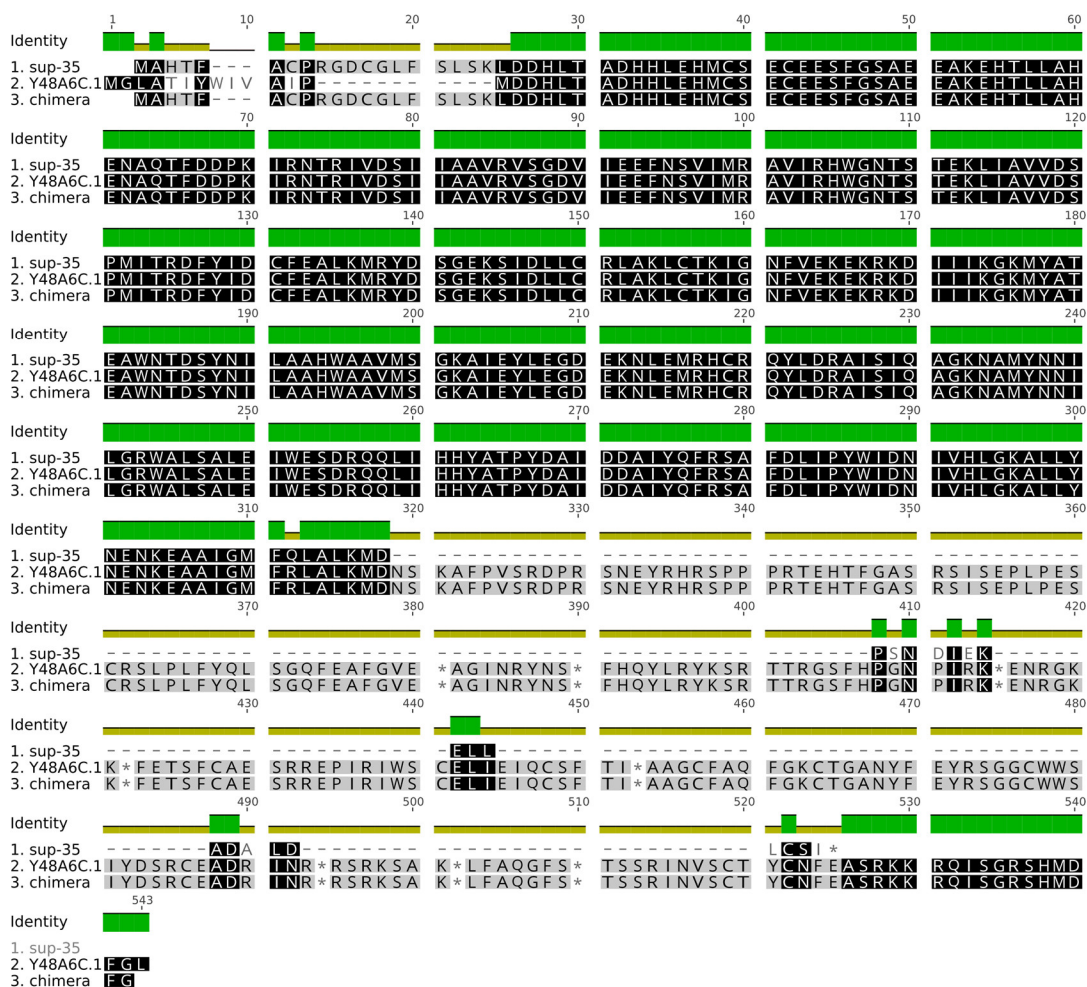 1 10 20 30 40 50 60
Identity
1. sup-35 MAHTF--- ACPRGDCGLF SLSKLDDHLT ADHHLEHMCS ECEESFGSAE EAKEHTLLAH
2. Y48A6C.1 MGLATIYWIV AIP------- ----MDDHLT ADHHLEHMCS ECEESFGSAE EAKEHTLLAH
3. chimera MAHTF--- ACPRGDCGLF SLSKLDDHLT ADHHLEHMCS ECEESFGSAE EAKEHTLLAH
70 80 90 100 110 120
Identity
1. sup-35 ENAQTFDDPK IRNTRIVDSI IAAVRVSGDV IEEFNSVIMR AVIRHWGNTS TEKLIAVVDS
2. Y48A6C.1 ENAQTFDDPK IRNTRIVDSI IAAVRVSGDV IEEFNSVIMR AVIRHWGNTS TEKLIAVVDS
3. chimera ENAQTFDDPK IRNTRIVDSI IAAVRVSGDV IEEFNSVIMR AVIRHWGNTS TEKLIAVVDS
130 140 150 160 170 180
Identity
1. sup-35 PMITRDFYID CFEALKMRYD SGEKSIDLLC RLAKLCTKIG NFVEKEKRKD IIIKGKMYAT
2. Y48A6C.1 PMITRDFYID CFEALKMRYD SGEKSIDLLC RLAKLCTKIG NFVEKEKRKD IIIKGKMYAT
3. chimera PMITRDFYID CFEALKMRYD SGEKSIDLLC RLAKLCTKIG NFVEKEKRKD IIIKGKMYAT
190 200 210 220 230 240
Identity
1. sup-35 EAWNTDSYNI LAAHWAAVMS GKAIEYLEGD EKNLEMRHCR QYLDRAISIQ AGKNAMYNNI
2. Y48A6C.1 EAWNTDSYNI LAAHWAAVMS GKAIEYLEGD EKNLEMRHCR QYLDRAISIQ AGKNAMYNNI
3. chimera EAWNTDSYNI LAAHWAAVMS GKAIEYLEGD EKNLEMRHCR QYLDRAISIQ AGKNAMYNNI
250 260 270 280 290 300
Identity
1. sup-35 LGRWALSALE IWESDRQQLI HHYATPYDAI DDAIYQFRSA FDLIPYWIDN IVHLGKALLY
2. Y48A6C.1 LGRWALSALE IWESDRQQLI HHYATPYDAI DDAIYQFRSA FDLIPYWIDN IVHLGKALLY
3. chimera LGRWALSALE IWESDRQQLI HHYATPYDAI DDAIYQFRSA FDLIPYWIDN IVHLGKALLY
310 320 330 340 350 360
Identity
1. sup-35 NENKEAAIGM FQLALKMD-- ---------- ---------- ---------- ----------
2. Y48A6C.1 NENKEAAIGM FRLALKMDNS KAFPVSRDPR SNEYRHRSPP PRTEHTFGAS RSISEPLPES
3. chimera NENKEAAIGM FRLALKMDNS KAFPVSRDPR SNEYRHRSPP PRTEHTFGAS RSISEPLPES
370 380 390 400 410 420
Identity
1. sup-35 ---------- ---------- ---------- ---------- -------PSN DIEK------
2. Y48A6C.1 CRSLPLFYQL SGQFEAFGVE *AGINRYNS* FHQYLRYKSR TTRGSFHPGN PIRK*ENRGK
3. chimera CRSLPLFYQL SGQFEAFGVE *AGINRYNS* FHQYLRYKSR TTRGSFHPGN PIRK*ENRGK
430 440 450 460 470 480
Identity
1. sup-35 ---------- ---------- -ELL------ ---------- ---------- ----------
2. Y48A6C.1 K*FETSFCAE SRREPIRIWS CELIEIQCSF TI*AAGCFAQ FGKCTGANYF EYRSGGCWWS
3. chimera K*FETSFCAE SRREPIRIWS CELIEIQCSF TI*AAGCFAQ FGKCTGANYF EYRSGGCWWS
490 500 510 520 530 540
Identity
1. sup-35 -------ADA LD-------- ---------- ---------- LCSI*
2. Y48A6C.1 IYDSRCEADR INR*RSRKSA K*LFAQGFS* TSSRINVSCT YCNFEASRKK RQISGRSHMD
3. chimera IYDSRCEADR INR*RSRKSA K*LFAQGFS* TSSRINVSCT YCNFEASRKK RQISGRSHMD
543
Identity
1. sup-35
2. Y48A6C.1 FGL
3. chimera FG